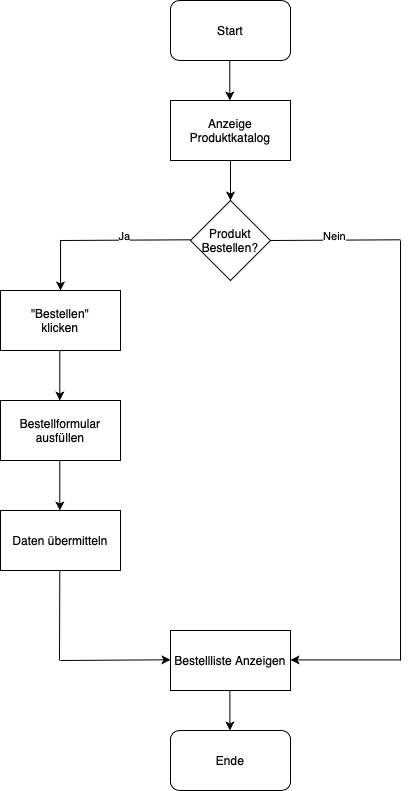 Start
Anzeige
Produktkatalog
Produkt
Bestellen?
Ja
Nein
"Bestellen"
klicken
Bestellformular
ausfüllen
Daten übermitteln
Bestellliste Anzeigen
Ende